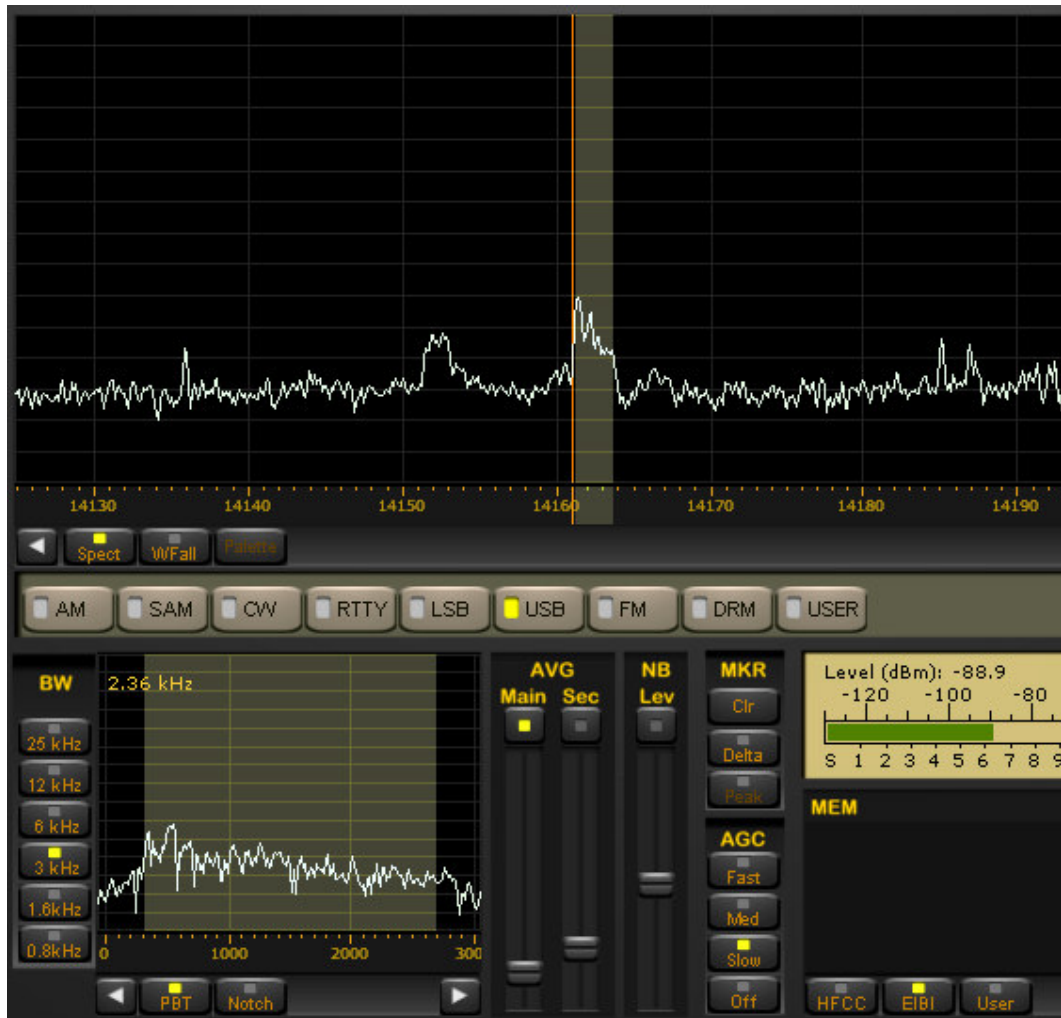 14130 14140 14150 14160 14170 14180 14190
Spect WFall Palette
AM SAM CW RTTY LSB USB FM DRM USER
BW
25 kHz
12 kHz
6 kHz
3 kHz
1.6kHz
0.8kHz
2.36 kHz
0 1000 2000 300
PBT Notch
AVG
Main Sec
NB
Lev
MKR
Clr
Delta
Peak
AGC
Fast
Med
Slow
Off
Level (dBm): -88.9
-120 -100 -80
S 1 2 3 4 5 6 7 8 9
MEM
HFCC EIBI User